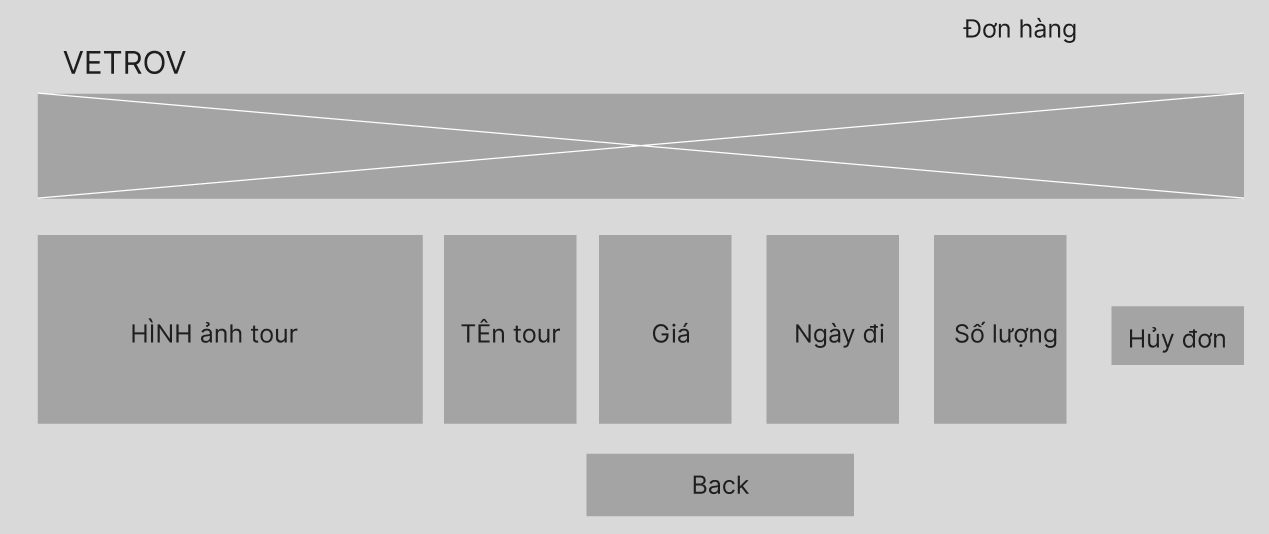 Đơn hàng
VETROV
HÌNH ảnh tour
TÊn tour
Giá
Ngày đi
Số lượng
Hủy đơn
Back